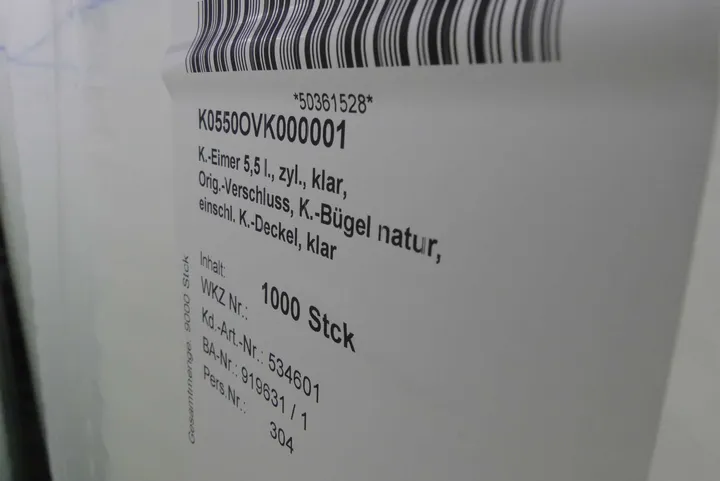 *50361528*
K0550OVK000001
K.-Eimer 5,5 l., zyl., klar,
Orig.-Verschluss, K.-Bügel natur,
einschl. K.-Deckel, klar
Inhalt: 1000 Stck
WKZ Nr.:
Kd.-Art.-Nr.: 534601
BA-Nr.: 919631 / 1
Pers.Nr.: 304
Gesamtmenge: 9000 Stck